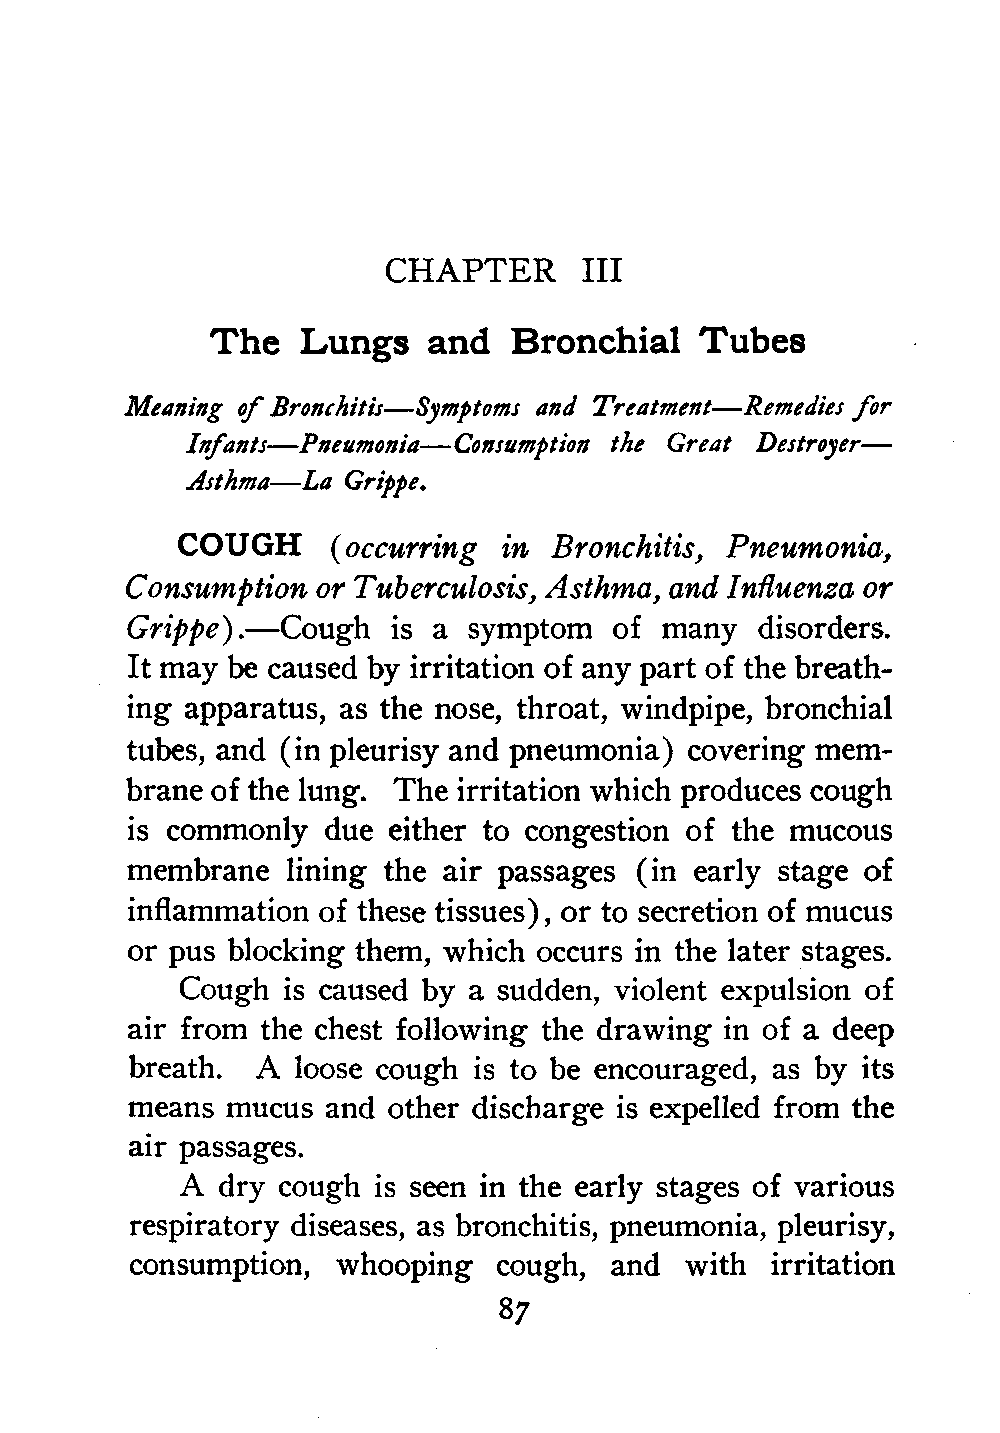 CHAPTER III
The Lungs and Bronchial Tubes
Meaning of Bronchitis—Symptoms and Treatment—Remedies for
Infants—Pneumonia—Consumption the Great Destroyer—
Asthma—La Grippe.
COUGH (occurring in Bronchitis, Pneumonia,
Consumption or Tuberculosis, Asthma, and Influenza or
Grippe).—Cough is a symptom of many disorders.
It may be caused by irritation of any part of the breath-
ing apparatus, as the nose, throat, windpipe, bronchial
tubes, and (in pleurisy and pneumonia) covering mem-
brane of the lung. The irritation which produces cough
is commonly due either to congestion of the mucous
membrane lining the air passages (in early stage of
inflammation of these tissues), or to secretion of mucus
or pus blocking them, which occurs in the later stages.
Cough is caused by a sudden, violent expulsion of
air from the chest following the drawing in of a deep
breath. A loose cough is to be encouraged, as by its
means mucus and other discharge is expelled from the
air passages.
A dry cough is seen in the early stages of various
respiratory diseases, as bronchitis, pneumonia, pleurisy,
consumption, whooping cough, and with irritation
87